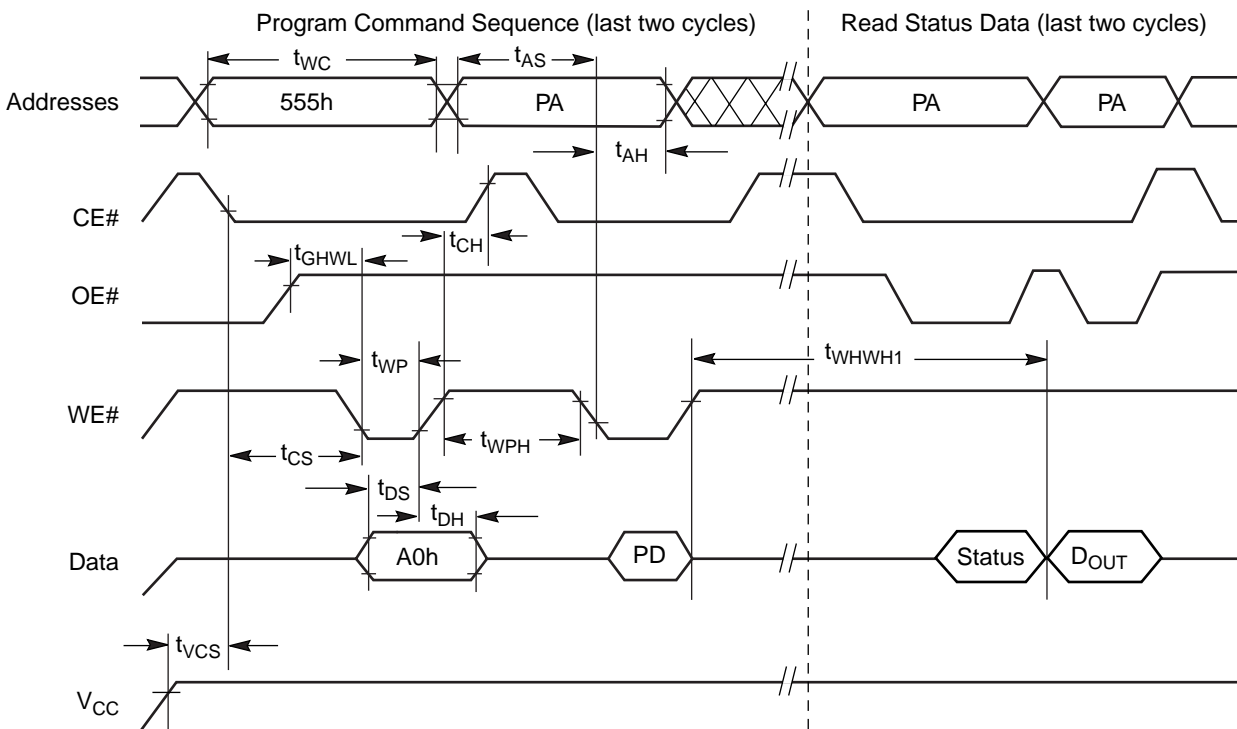 Program Command Sequence (last two cycles)
Read Status Data (last two cycles)
tWC
tAS
Addresses
555h
PA
PA
PA
tAH
CE#
tCH
tGHWL
OE#
tWP
tWHWH1
WE#
tCS
tWPH
tDS
tDH
Data
A0h
PD
Status
DOUT
tVCS
VCC